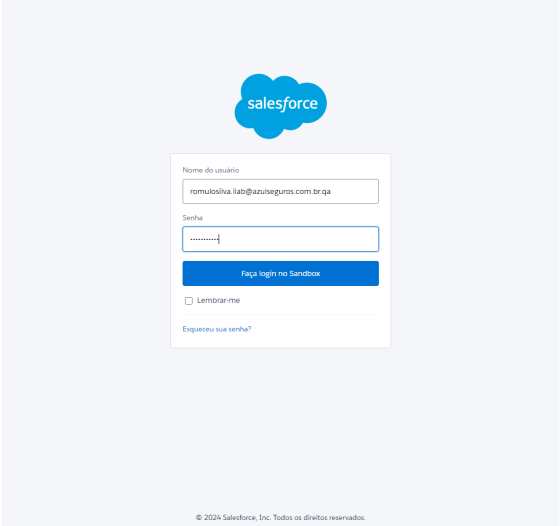 salesforce
Nome do usuário
romulosilva.ilab@azulseguros.com.br.qa
Senha
•••••••••••
Faça login no Sandbox
Lembrar-me
Esqueceu sua senha?
© 2024 Salesforce, Inc. Todos os direitos reservados.